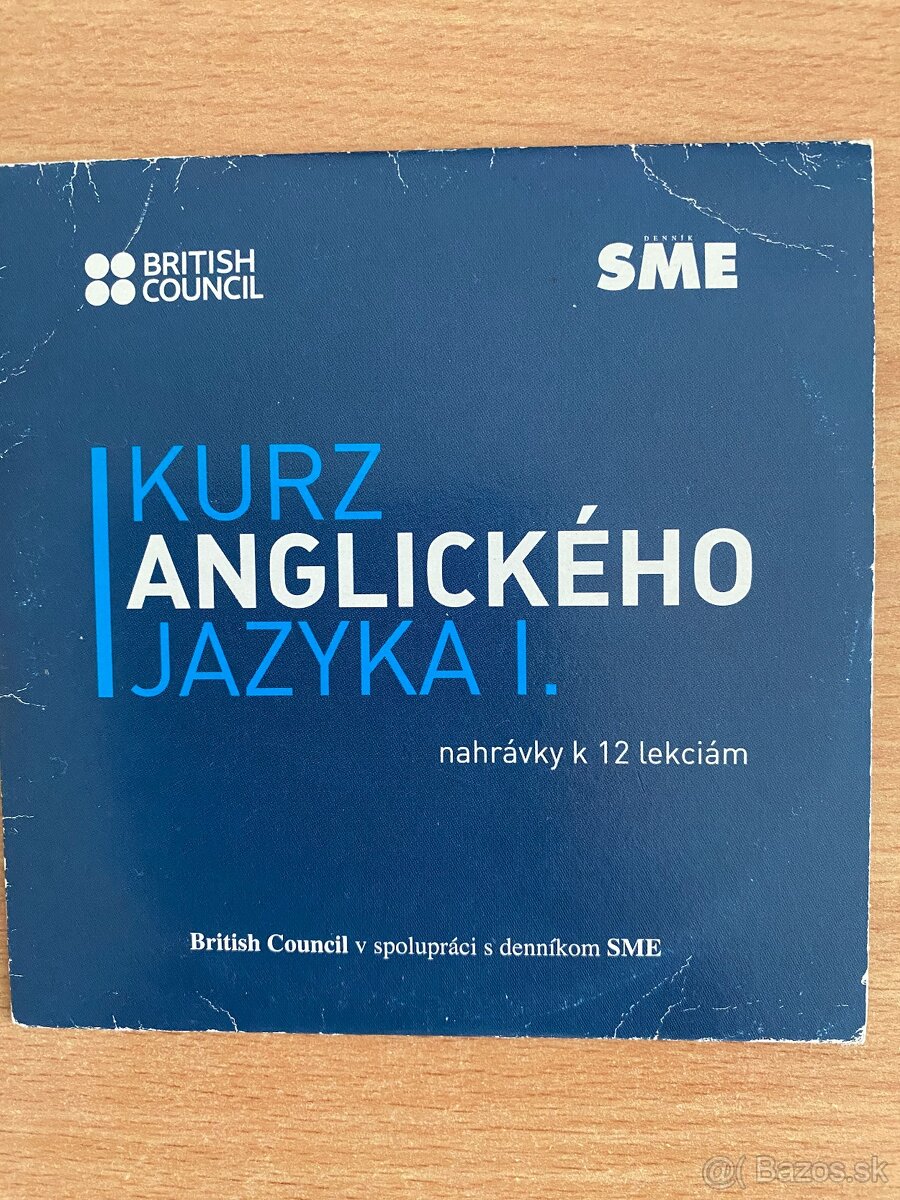 BRITISH
COUNCIL
DENNÍK
SME
KURZ
ANGLICKÉHO
JAZYKA I.
nahrávky k 12 lekciám
British Council v spolupráci s denníkom SME
@ Bazos.sk